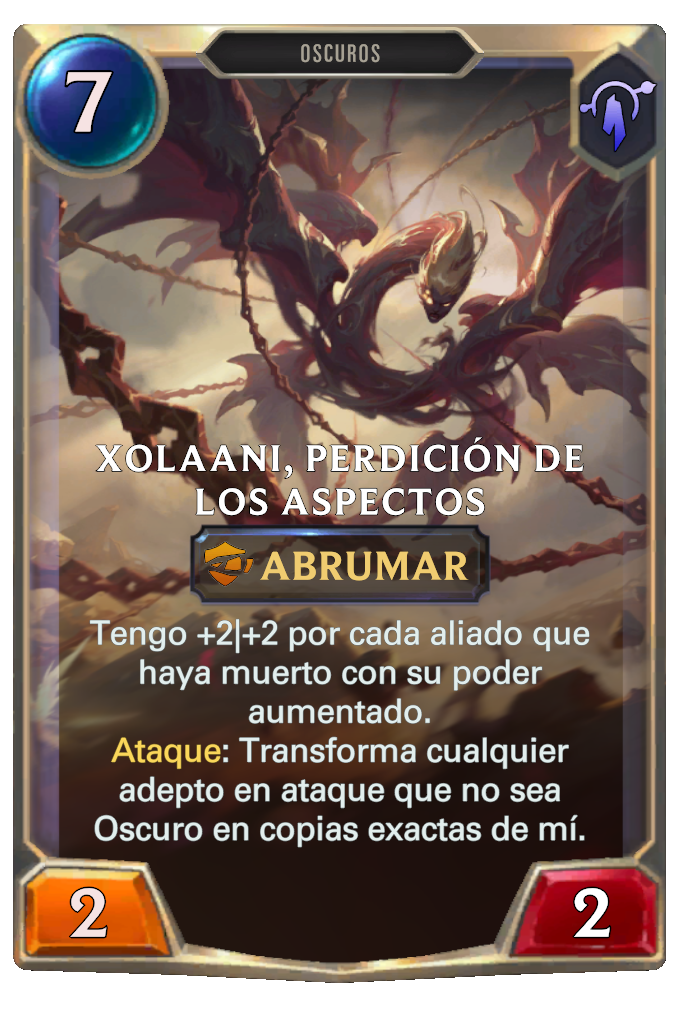 7
OSCUROS
XOLAANI, PERDICIÓN DE
LOS ASPECTOS
ABRUMAR
Tengo +2|+2 por cada aliado que
haya muerto con su poder
aumentado.
Ataque: Transforma cualquier
adepto en ataque que no sea
Oscuro en copias exactas de mí.
2
2